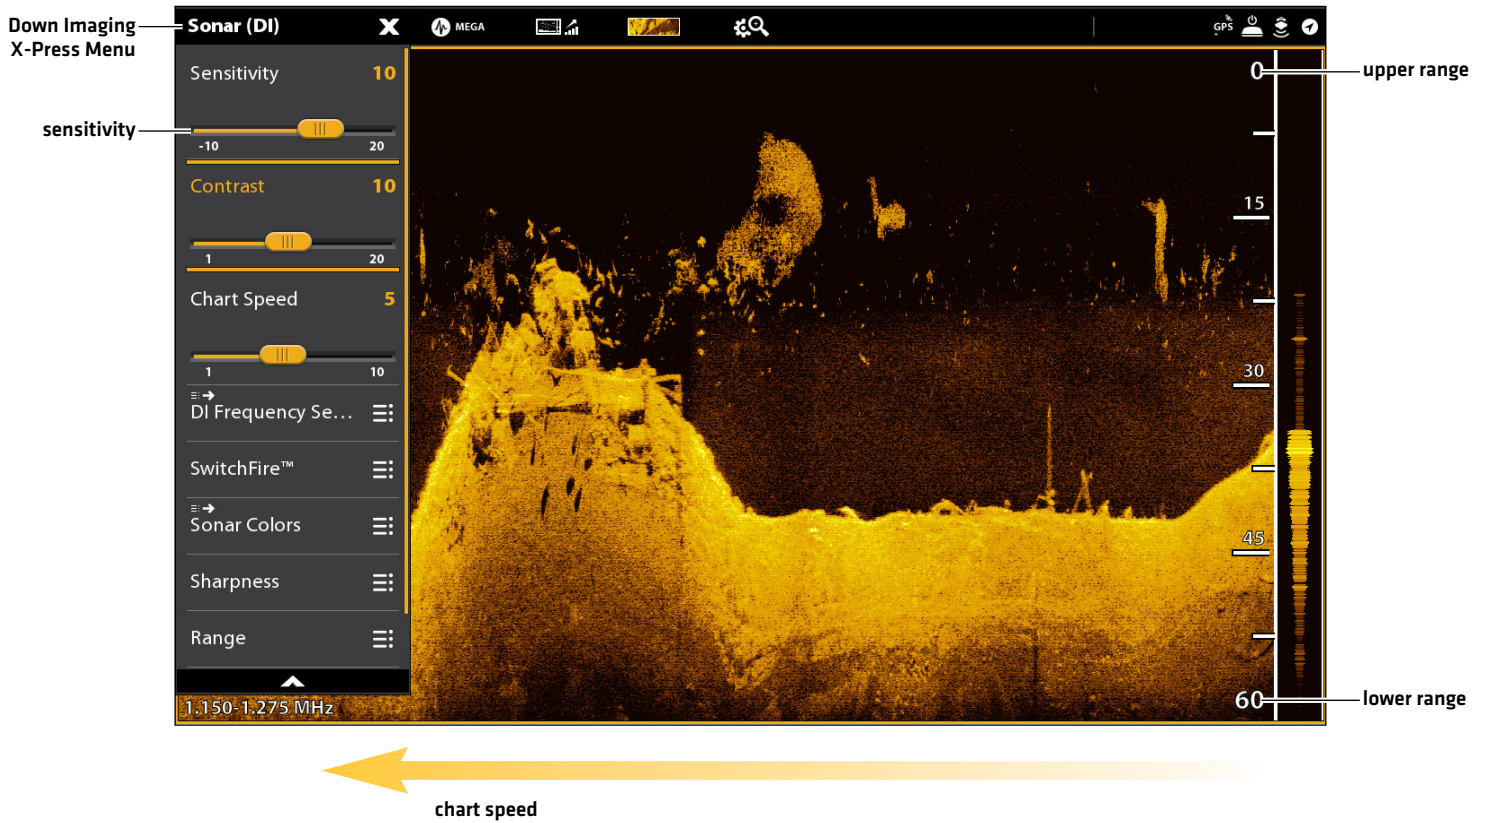 Down Imaging
X-Press Menu
Sonar (DI)
MEGA
GPS
Sensitivity 10
sensitivity
-10 20
Contrast 10
1 20
Chart Speed 5
1 10
DI Frequency Se...
SwitchFire™
Sonar Colors
Sharpness
Range
1.150-1.275 MHz
0
upper range
15
30
45
60
lower range
chart speed